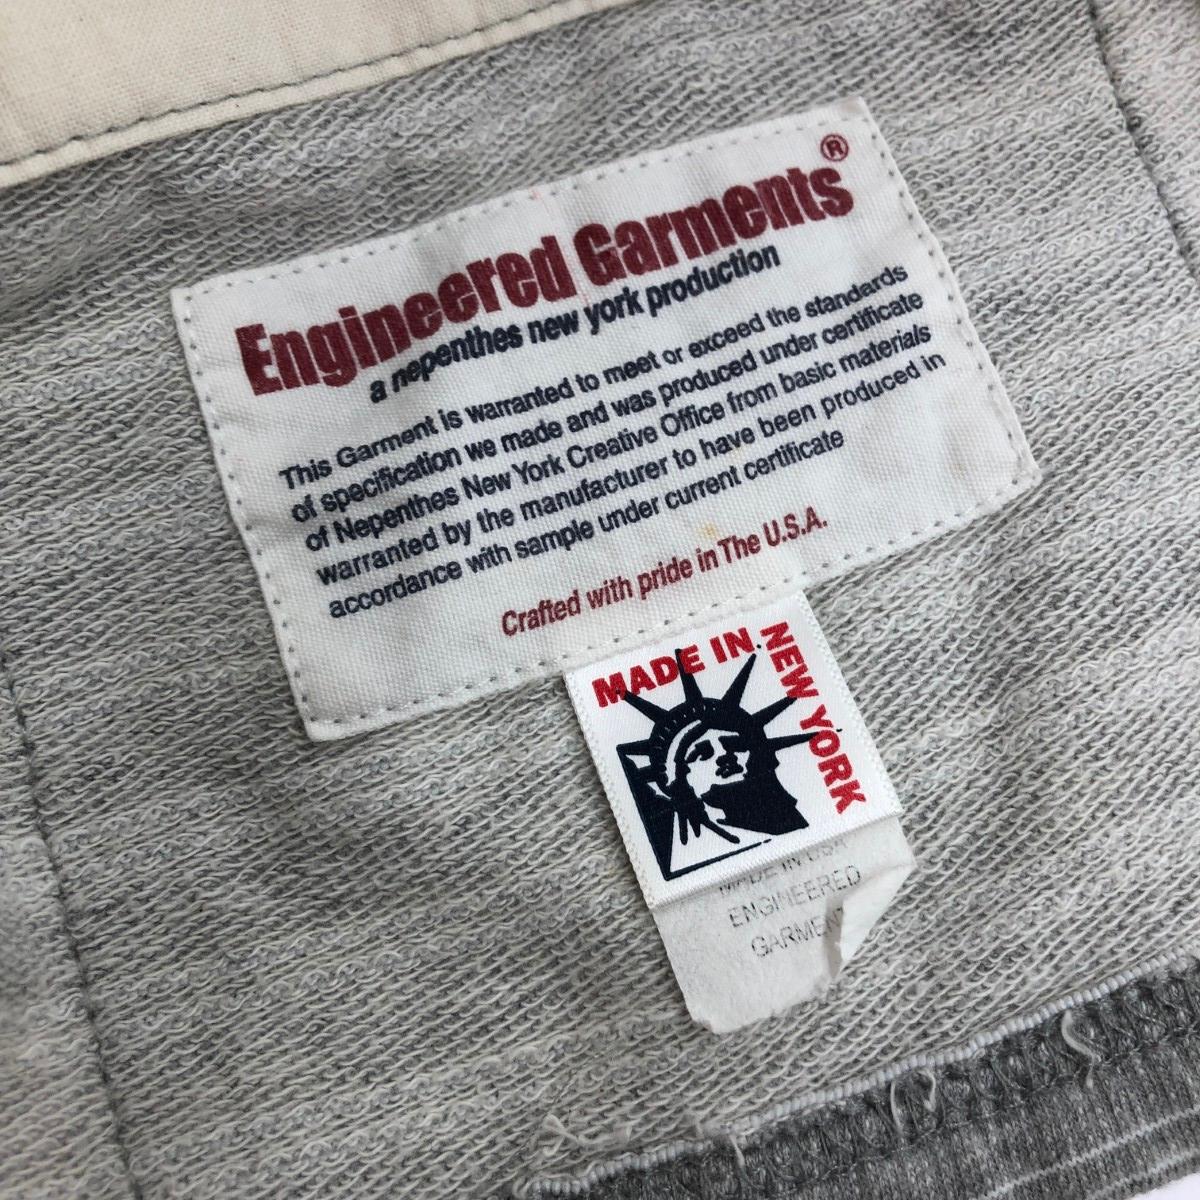 Engineered Garments®
a nepenthes new york production
This Garment is warranted to meet or exceed the standards
of specification we made and was produced under certificate
of Nepenthes New York Creative Office from basic materials
warranted by the manufacturer to have been produced in
accordance with sample under current certificate
Crafted with pride in The U.S.A.
MADE IN
NEW YORK
MADE IN USA
ENGINEERED
GARMENT